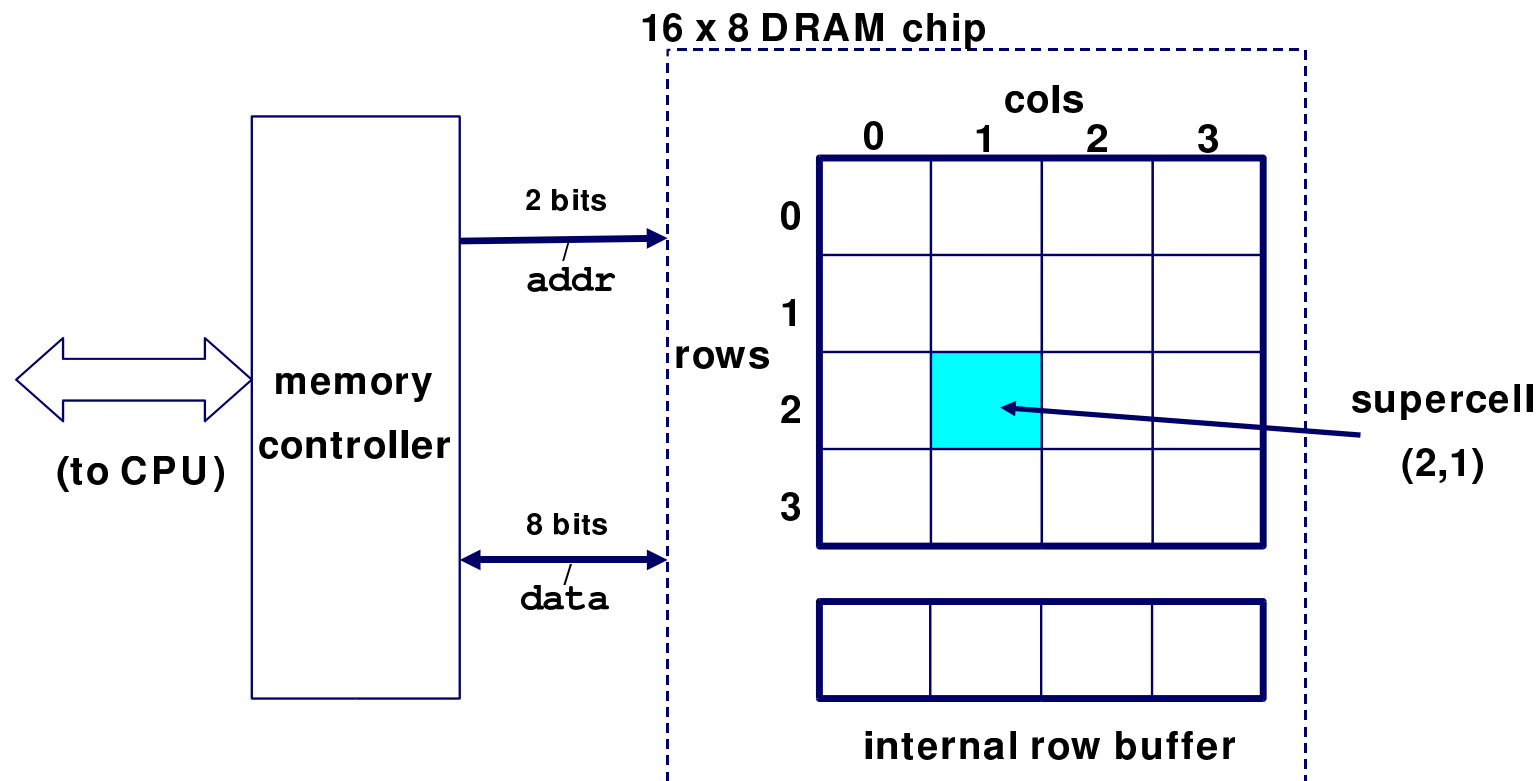 16 x 8 DRAM chip
cols
0 1 2 3
2 bits
addr
0
1
rows
2
3
memory
controller
(to CPU)
supercell
(2,1)
8 bits
data
internal row buffer